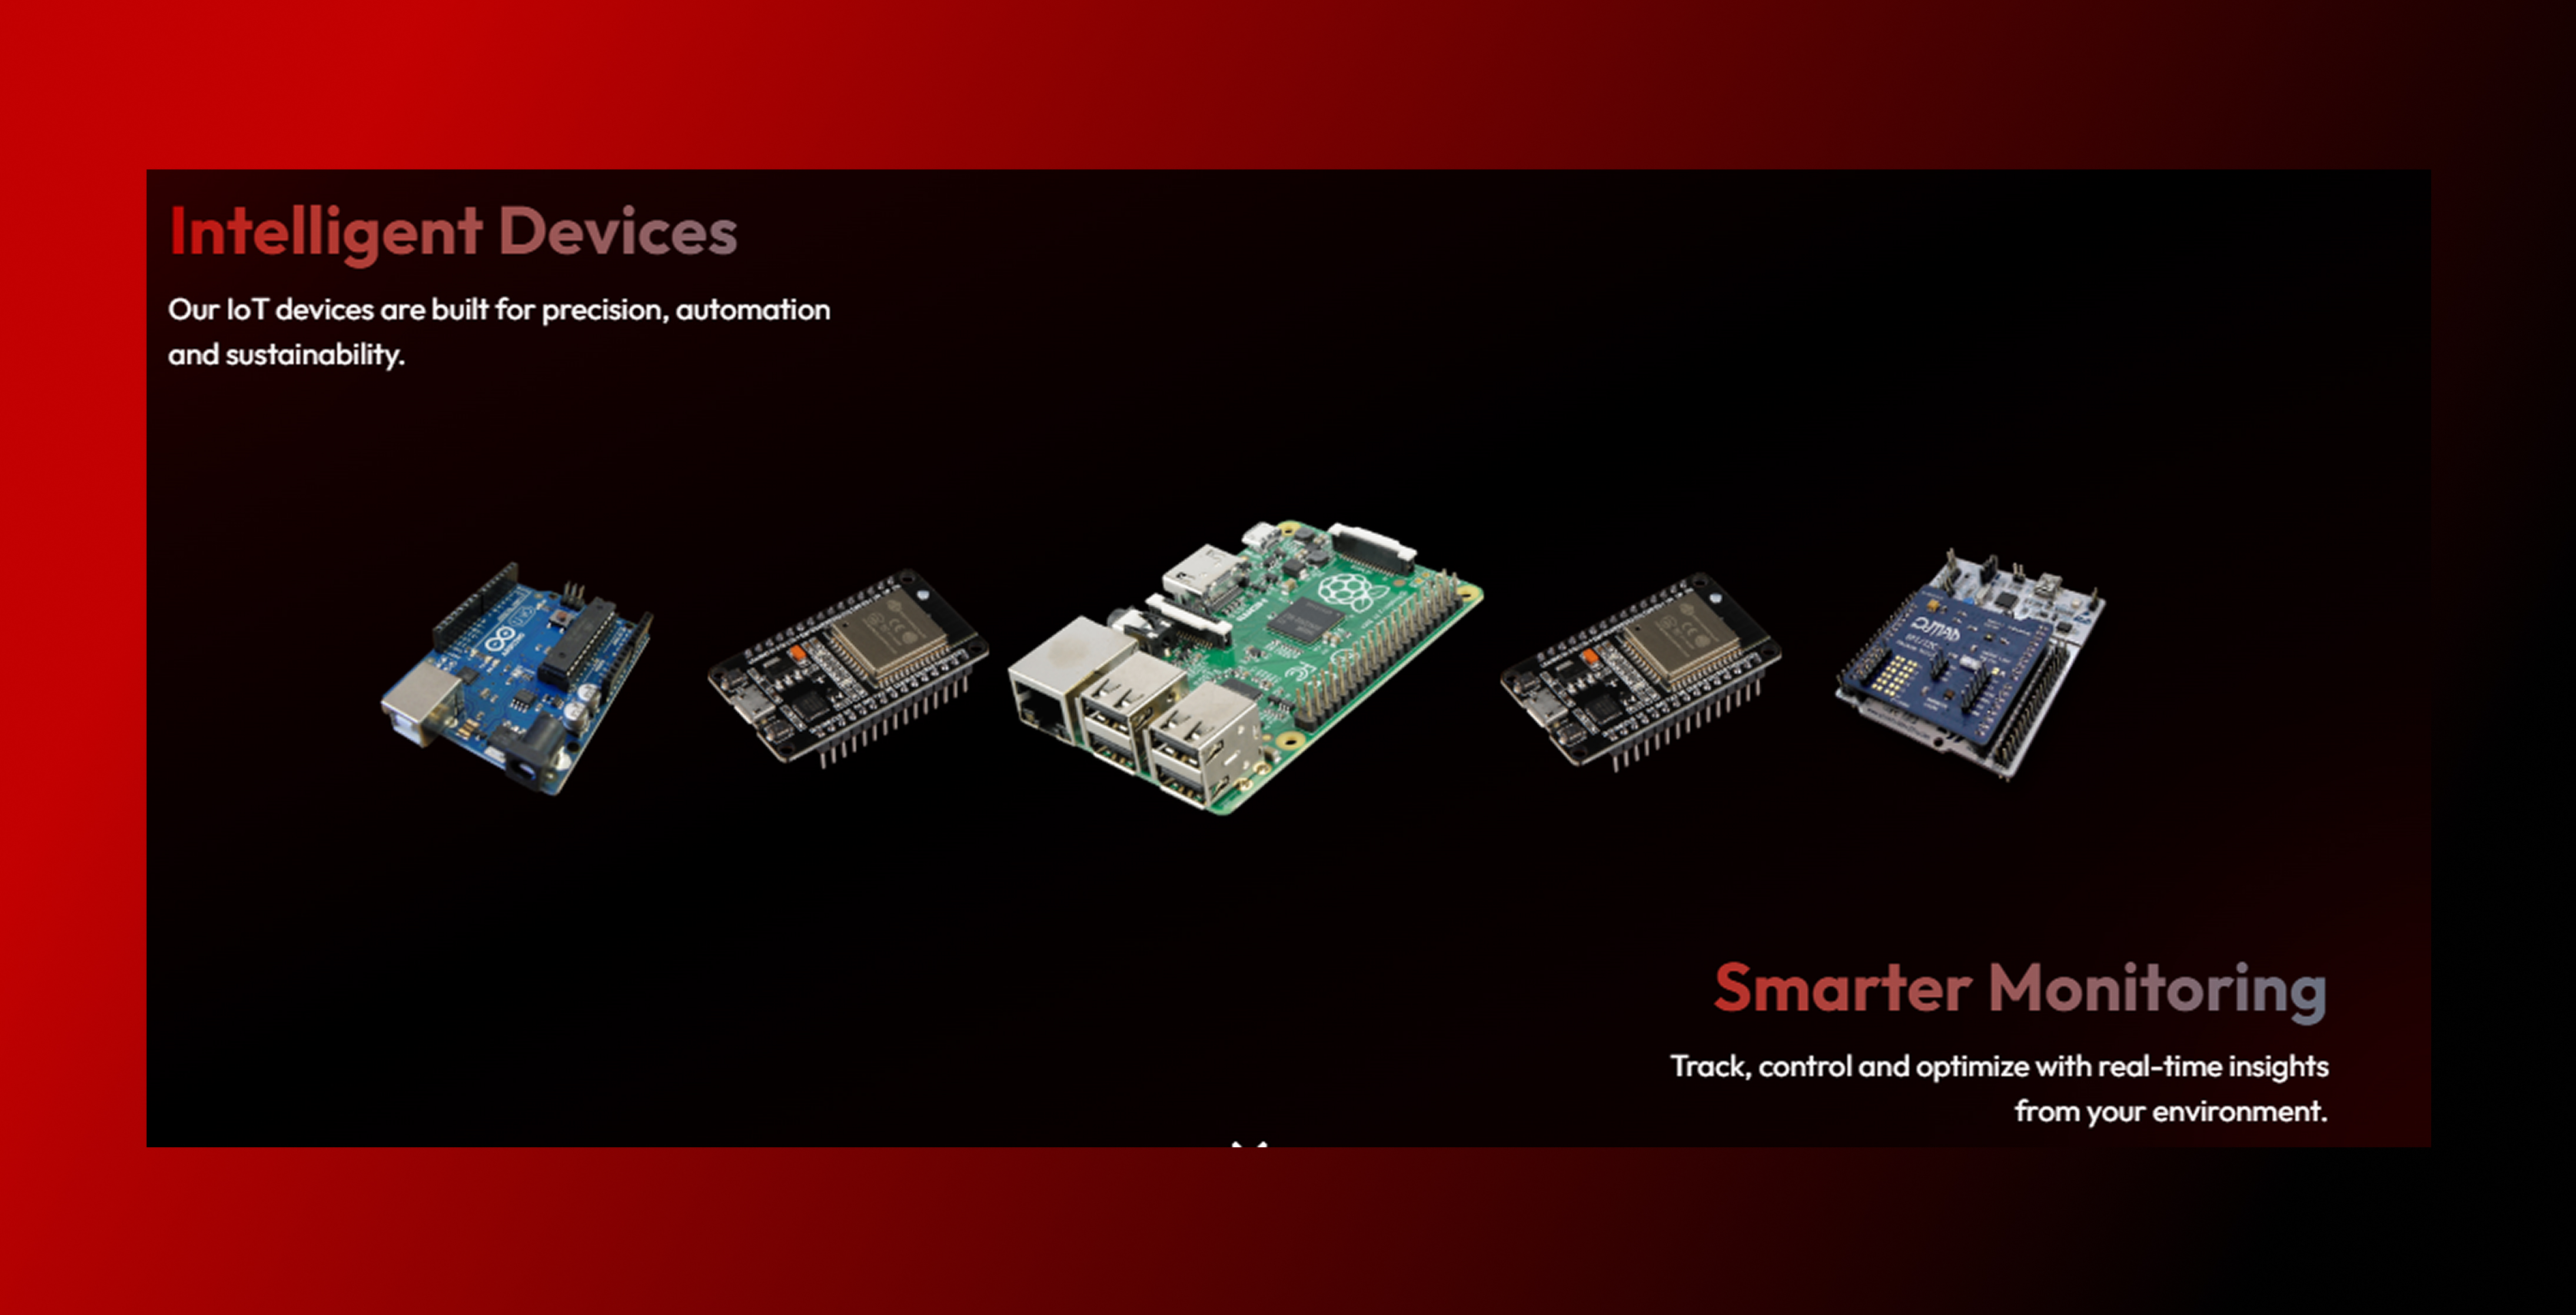 Intelligent Devices
Our IoT devices are built for precision, automation
and sustainability.
Smarter Monitoring
Track, control and optimize with real-time insights
from your environment.